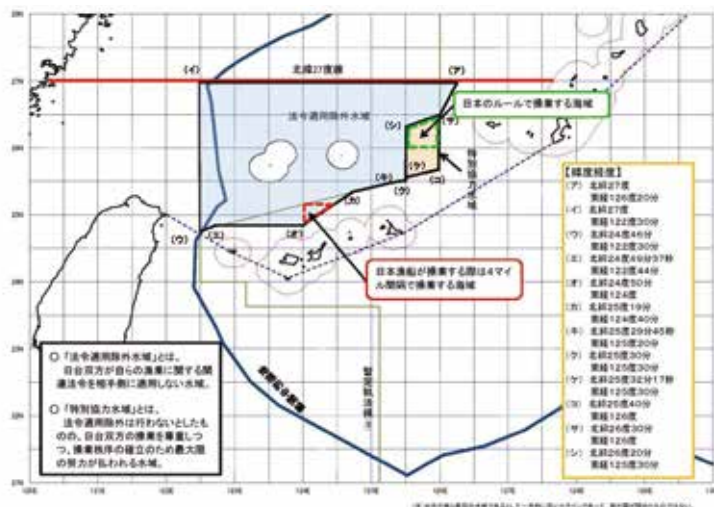 北緯27度線
(イ)
(ア)
日本のルールで操業する海域
法令適用除外水域
(シ)
(サ)
(ケ)
(コ)
(キ)
(ク)
(カ)
特別協力水域
(ウ)
(エ)
(オ)
日本漁船が操業する際は4マイ
ル間隔で操業する海域
暫定執法線
【緯度経度】
(ア) 北緯27度
東経126度20分
(イ) 北緯27度
東経122度30分
(ウ) 北緯24度46分
東経122度30分
(エ) 北緯24度49分37秒
東経122度44分
(オ) 北緯24度50分
東経124度
(カ) 北緯25度19分
東経124度40分
(キ) 北緯25度29分45秒
東経125度20分
(ク) 北緯25度30分
東経125度30分
(ケ) 北緯25度32分17秒
東経125度30分
(コ) 北緯25度40分
東経126度
(サ) 北緯26度30分
東経126度
(シ) 北緯26度20分
東経125度30分
○ 「法令適用除外水域」とは、
日台双方が自らの漁業に関する関
連法令を相手側に適用しない水域。
○ 「特別協力水域」とは、
法令適用除外は行わないとしたも
のの、日台双方の操業を尊重しつ
つ、操業秩序の確立のため最大限
の努力が払われる水域。